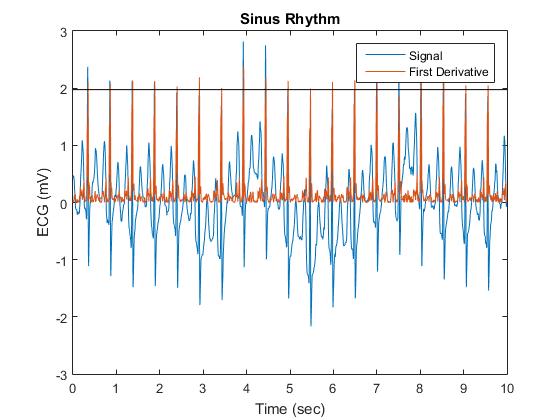 Sinus Rhythm
Signal
First Derivative
3
2
1
0
-1
-2
-3
ECG (mV)
0 1 2 3 4 5 6 7 8 9 10
Time (sec)